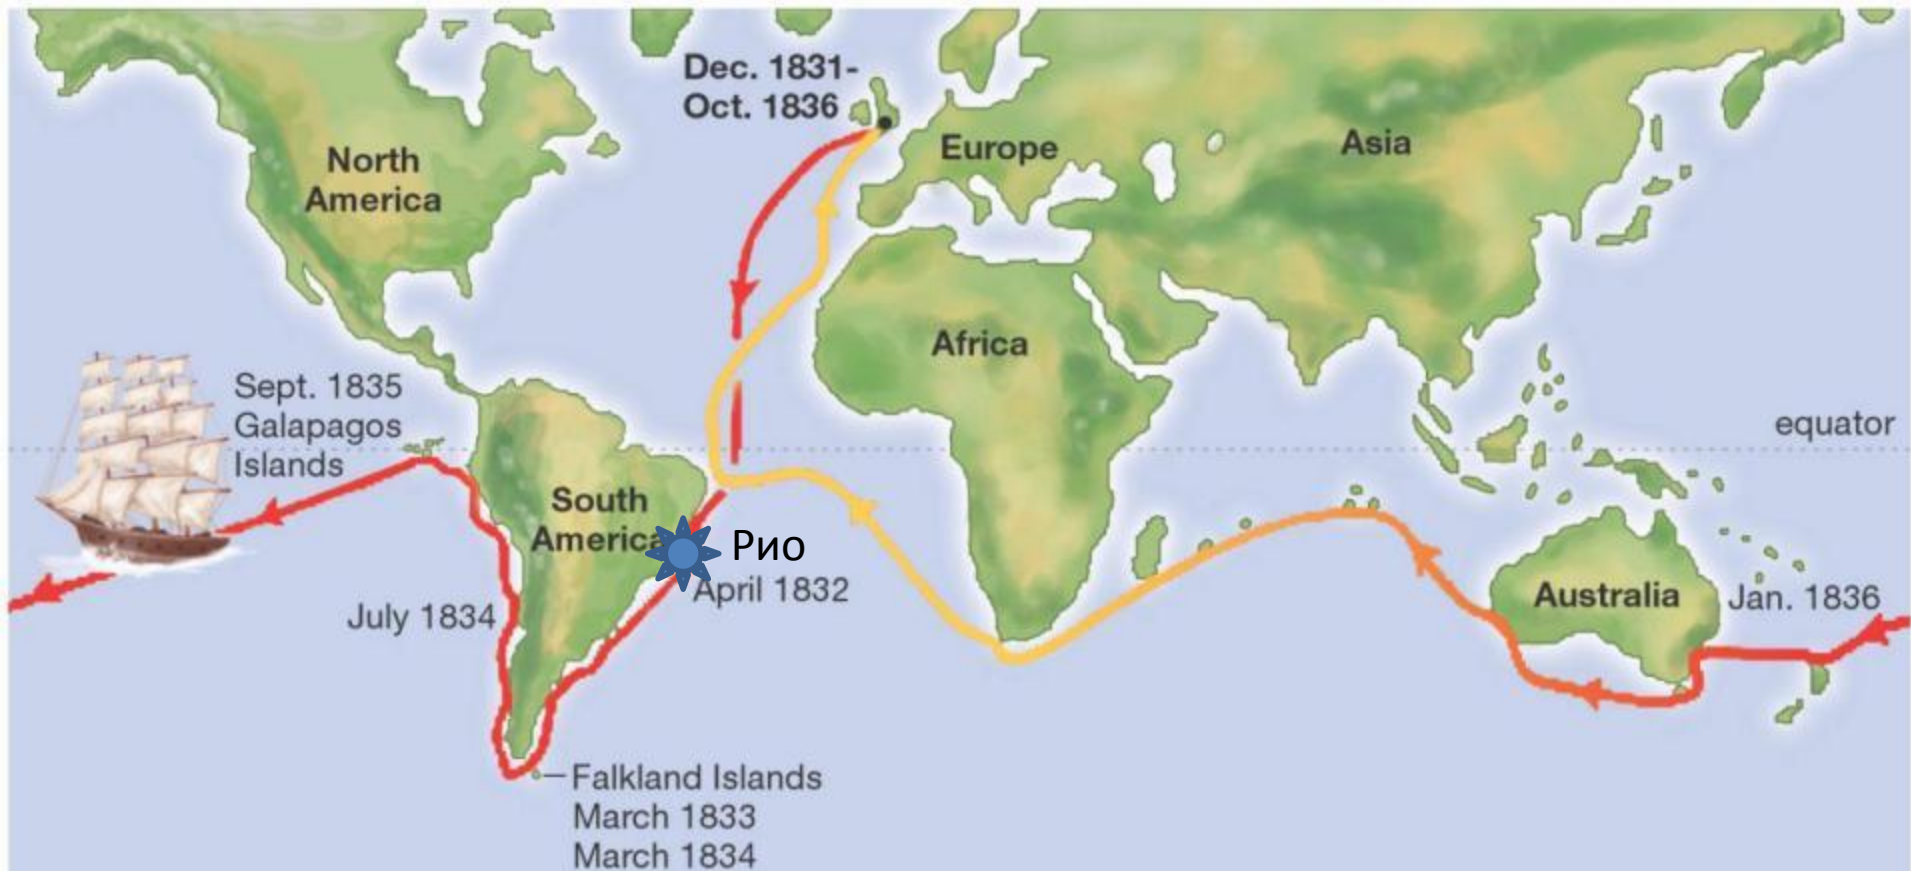 Dec. 1831-
Oct. 1836
North
America
Europe
Asia
Africa
Sept. 1835
Galapagos
Islands
equator
South
America
Рио
April 1832
July 1834
Australia
Jan. 1836
Falkland Islands
March 1833
March 1834